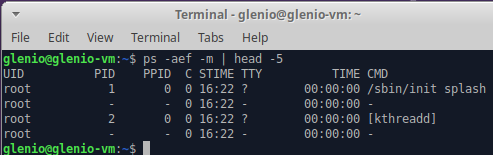 Terminal - glenio@glenio-vm: ~
File Edit View Terminal Tabs Help
glenio@glenio-vm:~$ ps -aef -m | head -5
UID        PID  PPID  C STIME TTY          TIME CMD
root         1     0  0 16:22 ?        00:00:00 /sbin/init splash
root         -     -  0 16:22 -        00:00:00 -
root         2     0  0 16:22 ?        00:00:00 [kthreadd]
root         -     -  0 16:22 -        00:00:00 -
glenio@glenio-vm:~$